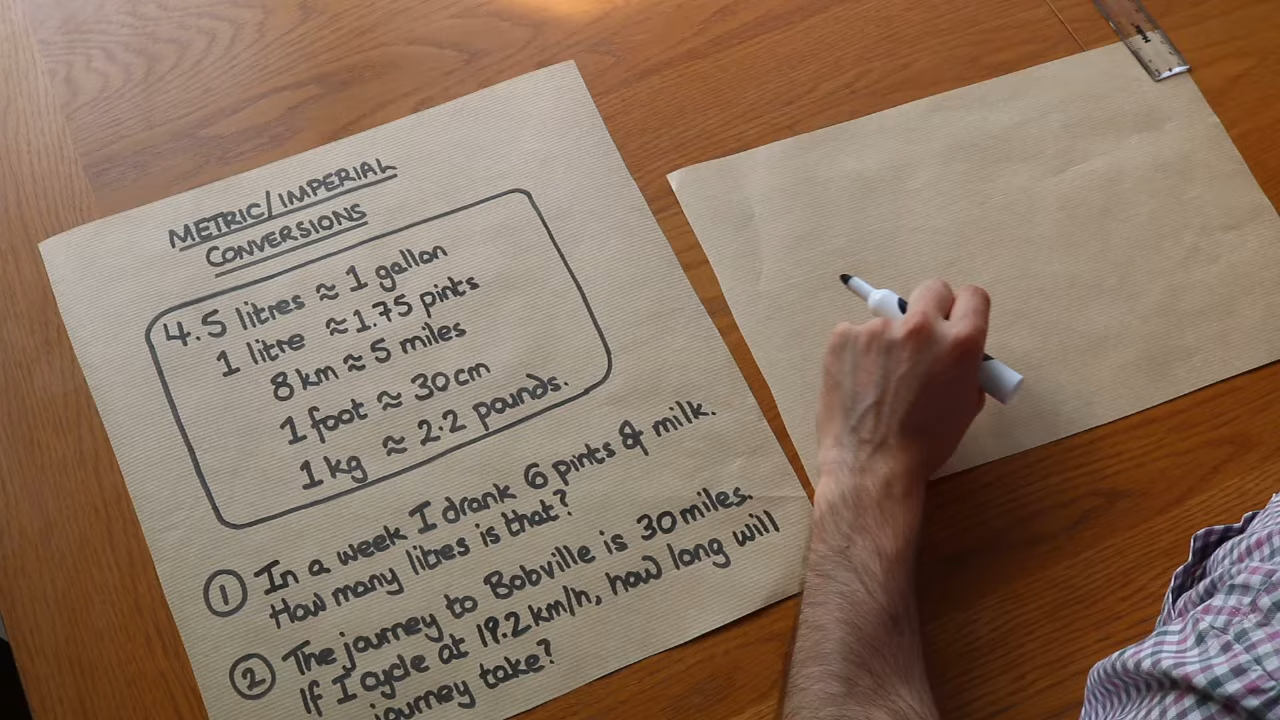 METRIC/IMPERIAL
CONVERSIONS
4.5 litres ≈ 1 gallon
1 litre ≈ 1.75 pints
8 km ≈ 5 miles
1 foot ≈ 30 cm
1 kg ≈ 2.2 pounds.
① In a week I drank 6 pints of milk.
How many litres is that?
② The journey to Bobville is 30 miles.
If I cycle at 19.2 km/h, how long will
journey take?